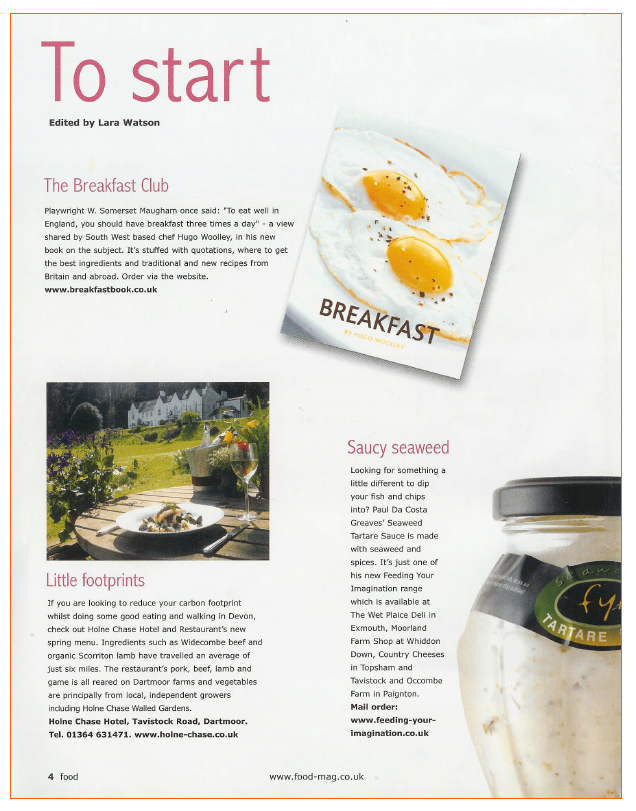 To start
Edited by Lara Watson
The Breakfast Club
Playwright W. Somerset Maugham once said: "To eat well in
England, you should have breakfast three times a day" - a view
shared by South West based chef Hugo Woolley, in his new
book on the subject. It's stuffed with quotations, where to get
the best ingredients and traditional and new recipes from
Britain and abroad. Order via the website.
www.breakfastbook.co.uk
BREAKFAST
BY HUGO WOOLLEY
Little footprints
If you are looking to reduce your carbon footprint
whilst doing some good eating and walking in Devon,
check out Holne Chase Hotel and Restaurant's new
spring menu. Ingredients such as Widecombe beef and
organic Scorriton lamb have travelled an average of
just six miles. The restaurant's pork, beef, lamb and
game is all reared on Dartmoor farms and vegetables
are principally from local, independent growers
including Holne Chase Walled Gardens.
Holne Chase Hotel, Tavistock Road, Dartmoor.
Tel. 01364 631471. www.holne-chase.co.uk
Saucy seaweed
Looking for something a
little different to dip
your fish and chips
into? Paul Da Costa
Greaves' Seaweed
Tartare Sauce is made
with seaweed and
spices. It's just one of
his new Feeding Your
Imagination range
which is available at
The Wet Plaice Deli in
Exmouth, Moorland
Farm Shop at Whiddon
Down, Country Cheeses
in Topsham and
Tavistock and Occombe
Farm in Paignton.
Mail order:
www.feeding-your-
imagination.co.uk
seawe
fy
TARTARE
4 food
www.food-mag.co.uk